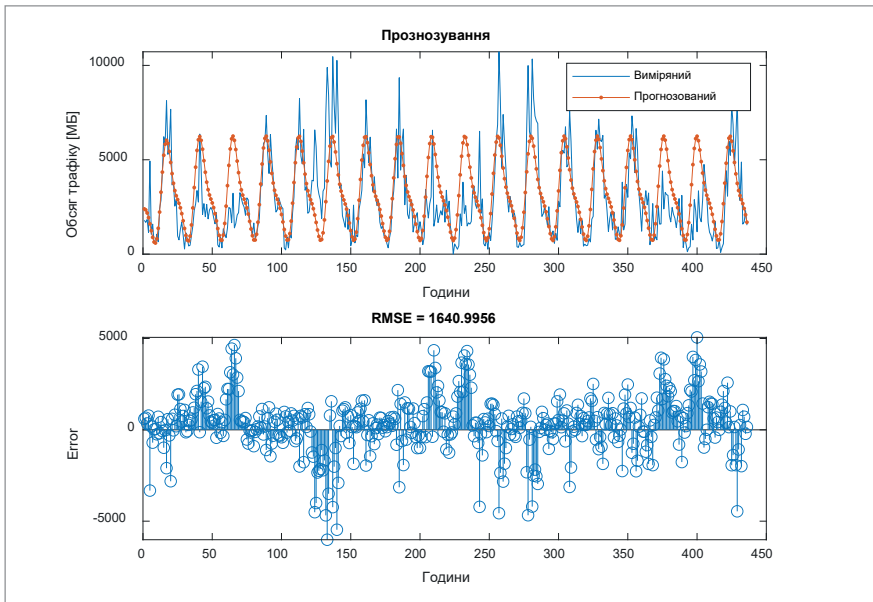 Прознозування
Обсяг трафіку [МБ]
10000
5000
0
Виміряний
Прогнозований
0 50 100 150 200 250 300 350 400 450
Години
RMSE = 1640.9956
Error
5000
0
-5000
0 50 100 150 200 250 300 350 400 450
Години